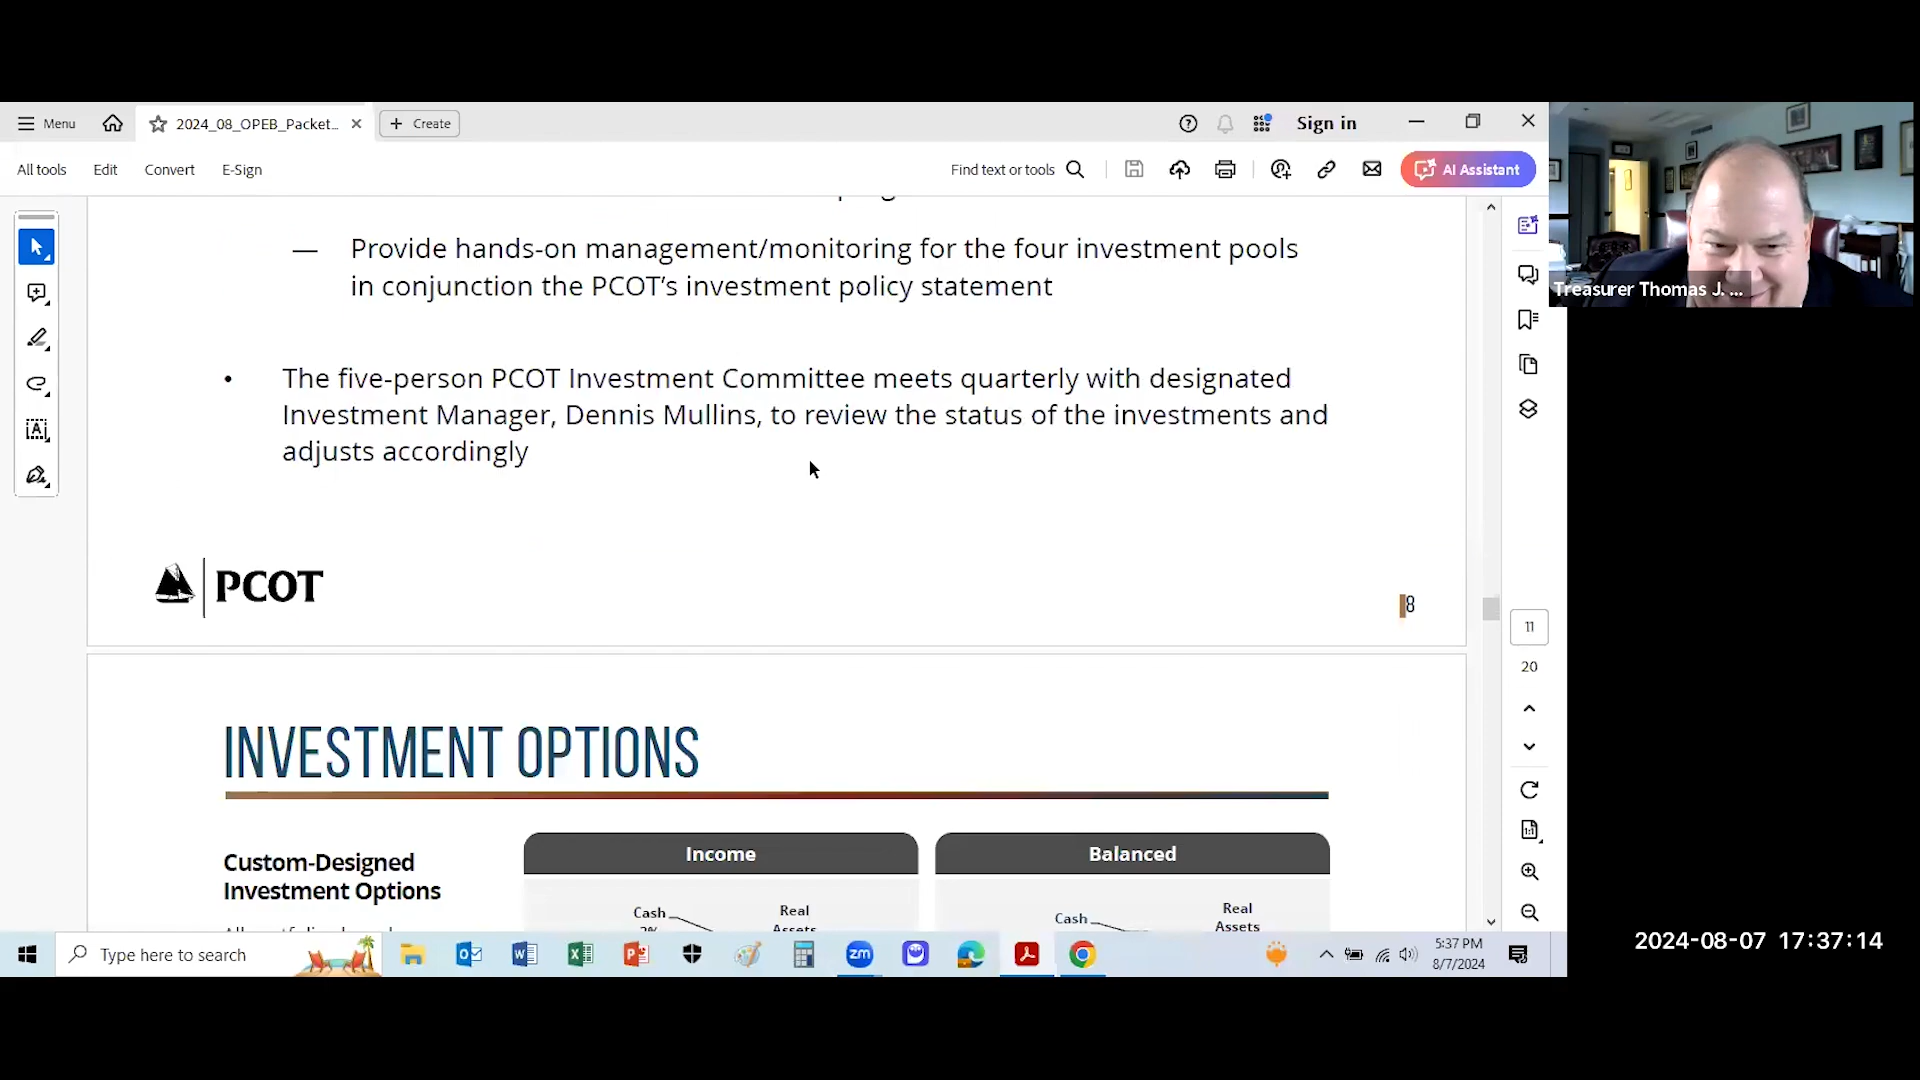 Menu
2024_08_OPEB_Packet...
Create
Sign in
All tools
Edit
Convert
E-Sign
Find text or tools
AI Assistant
— Provide hands-on management/monitoring for the four investment pools
in conjunction the PCOT's investment policy statement
• The five-person PCOT Investment Committee meets quarterly with designated
Investment Manager, Dennis Mullins, to review the status of the investments and
adjusts accordingly
PCOT
8
INVESTMENT OPTIONS
Custom-Designed
Investment Options
Income
Balanced
Cash
Real
Assets
Cash
Real
Assets
11
20
Treasurer Thomas J. ...
Type here to search
5:37 PM
8/7/2024
2024-08-07 17:37:14